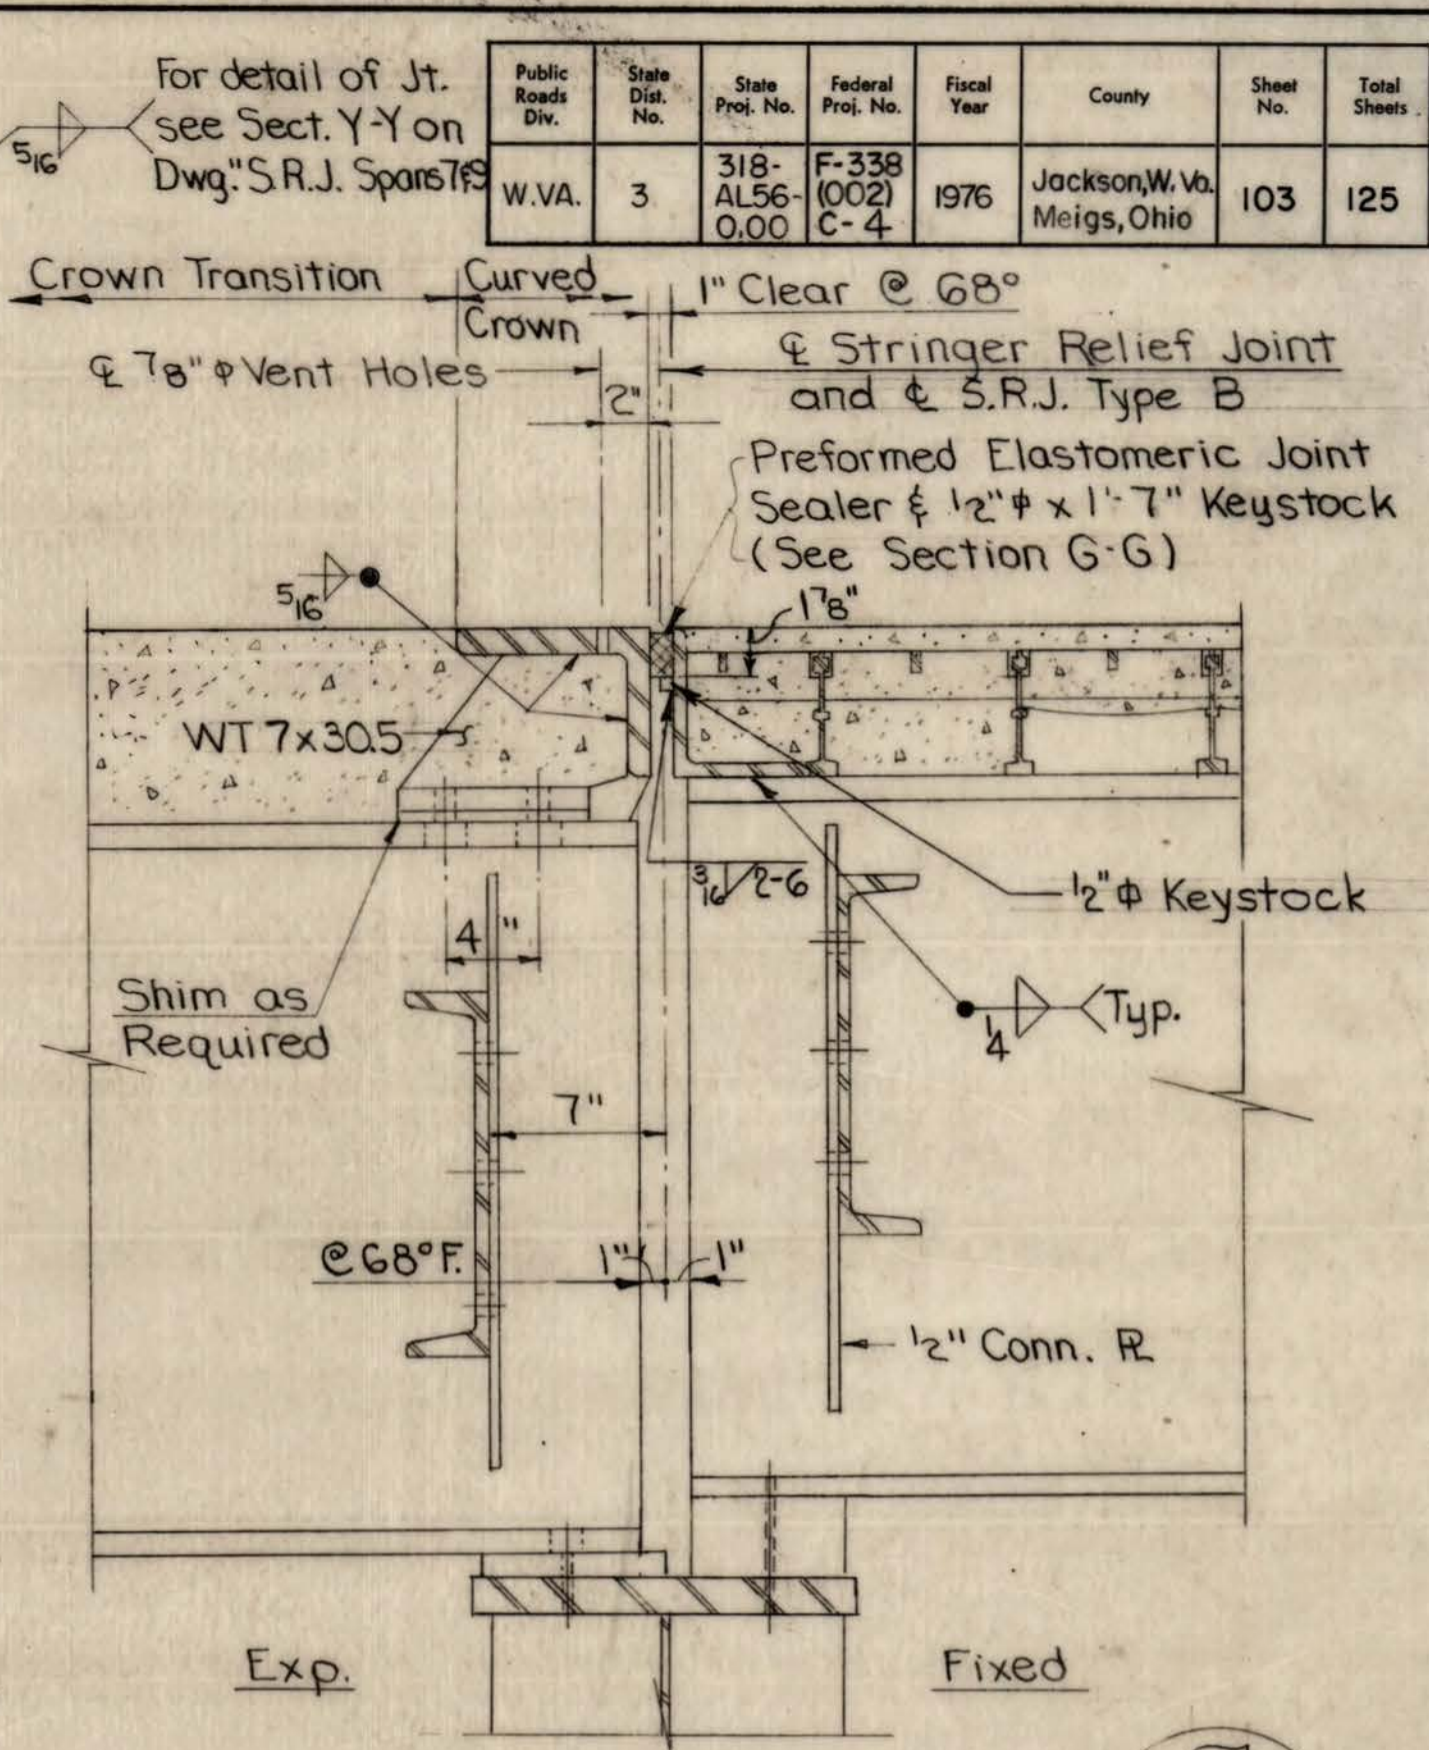 For detail of Jt.
see Sect. Y-Y on
Dwg." S.R.J. Spans 7&9
5/16
Public Roads Div.
State Dist. No.
State Proj. No.
Federal Proj. No.
Fiscal Year
County
Sheet No.
Total Sheets
W.VA.
3
318-
AL56-
0.00
F-338
(002)
C-4
1976
Jackson, W. Va.
Meigs, Ohio
103
125
Crown Transition
Curved
Crown
1" Clear @ 68°
℄ 7/8" φ Vent Holes
2"
℄ Stringer Relief Joint
and ℄ S.R.J. Type B
Preformed Elastomeric Joint
Sealer & 1/2" φ x 1'-7" Keystock
(See Section G-G)
5/16
1 7/8"
WT 7x30.5
3/16 2-6
1/2" φ Keystock
4"
Shim as
Required
1/4 Typ.
7"
@ 68° F.
1"
1"
1/2" Conn. PL
Exp.
Fixed